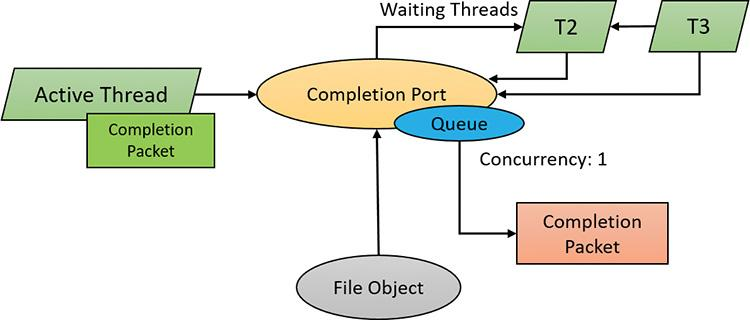 Waiting Threads
T2
T3
Active Thread
Completion Port
Completion
Packet
Queue
Concurrency: 1
Completion
Packet
File Object